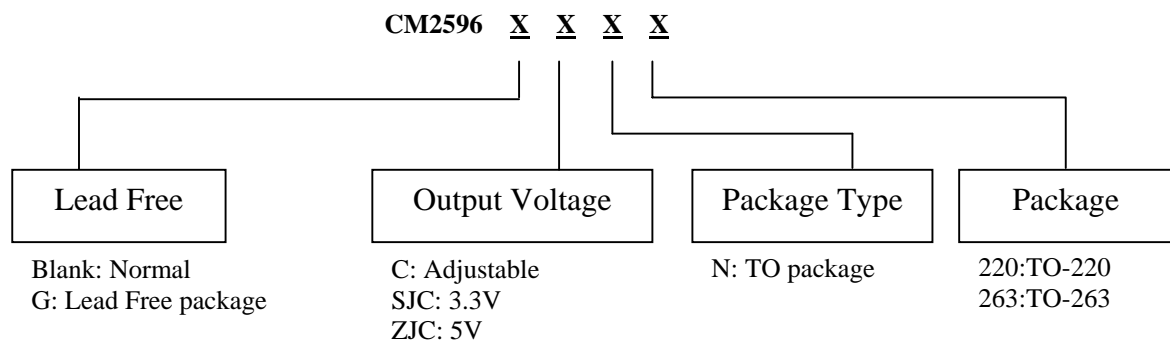 CM2596 X X X X
Lead Free
Output Voltage
Package Type
Package
Blank: Normal
G: Lead Free package
C: Adjustable
SJC: 3.3V
ZJC: 5V
N: TO package
220:TO-220
263:TO-263